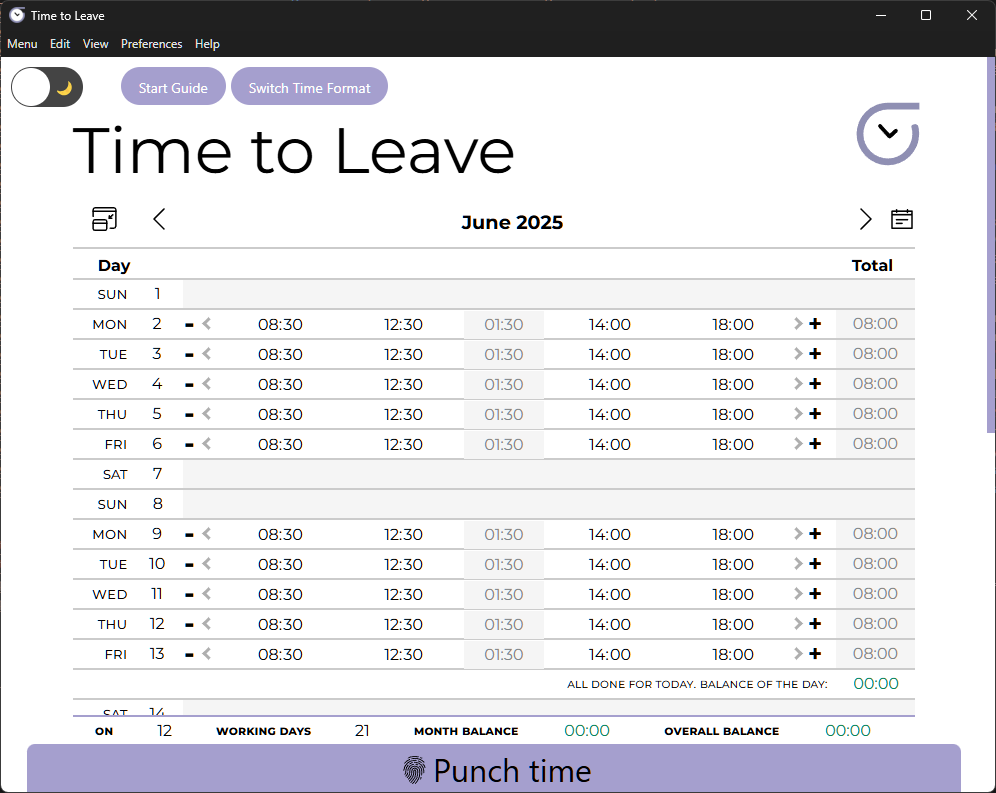 Time to Leave
Menu Edit View Preferences Help
Start Guide Switch Time Format
Time to Leave
June 2025
Day Total
SUN 1
MON 2 - < 08:30 12:30 01:30 14:00 18:00 > + 08:00
TUE 3 - < 08:30 12:30 01:30 14:00 18:00 > + 08:00
WED 4 - < 08:30 12:30 01:30 14:00 18:00 > + 08:00
THU 5 - < 08:30 12:30 01:30 14:00 18:00 > + 08:00
FRI 6 - < 08:30 12:30 01:30 14:00 18:00 > + 08:00
SAT 7
SUN 8
MON 9 - < 08:30 12:30 01:30 14:00 18:00 > + 08:00
TUE 10 - < 08:30 12:30 01:30 14:00 18:00 > + 08:00
WED 11 - < 08:30 12:30 01:30 14:00 18:00 > + 08:00
THU 12 - < 08:30 12:30 01:30 14:00 18:00 > + 08:00
FRI 13 - < 08:30 12:30 01:30 14:00 18:00 > + 08:00
ALL DONE FOR TODAY. BALANCE OF THE DAY: 00:00
SAT 14
ON 12 WORKING DAYS 21 MONTH BALANCE 00:00 OVERALL BALANCE 00:00
Punch time